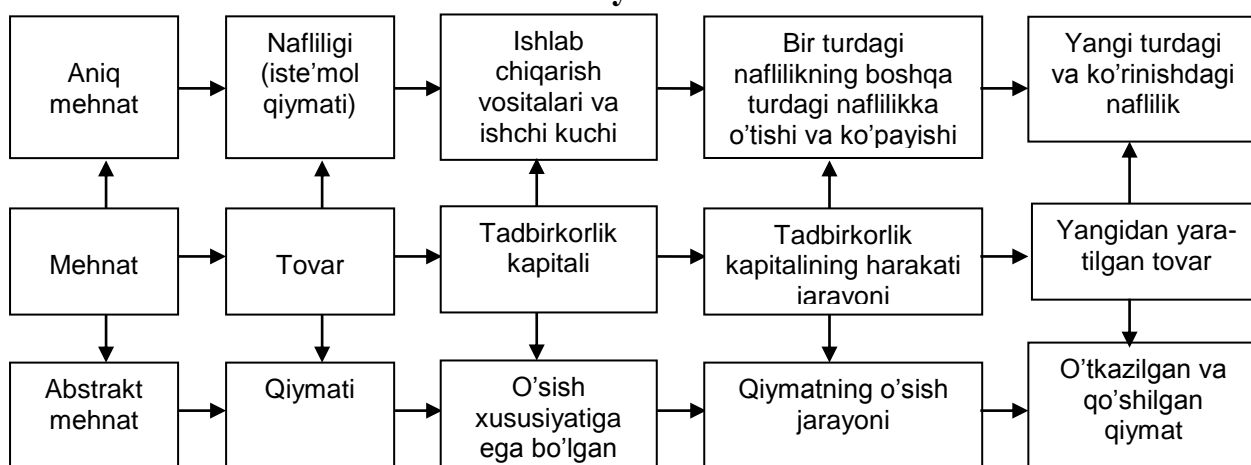 Aniq
mehnat
Nafliligi
(iste’mol
qiymati)
Ishlab
chiqarish
vositalari va
ishchi kuchi
Bir turdagi
naflilikning boshqa
turdagi naflilikka
o’tishi va ko’payishi
Yangi turdagi
va ko’rinishdagi
naflilik
Mehnat
Tovar
Tadbirkorlik
kapitali
Tadbirkorlik
kapitalining harakati
jarayoni
Yangidan yara-
tilgan tovar
Abstrakt
mehnat
Qiymati
O’sish
xususiyatiga
ega bo’lgan
Qiymatning o’sish
jarayoni
O’tkazilgan va
qo’shilgan
qiymat